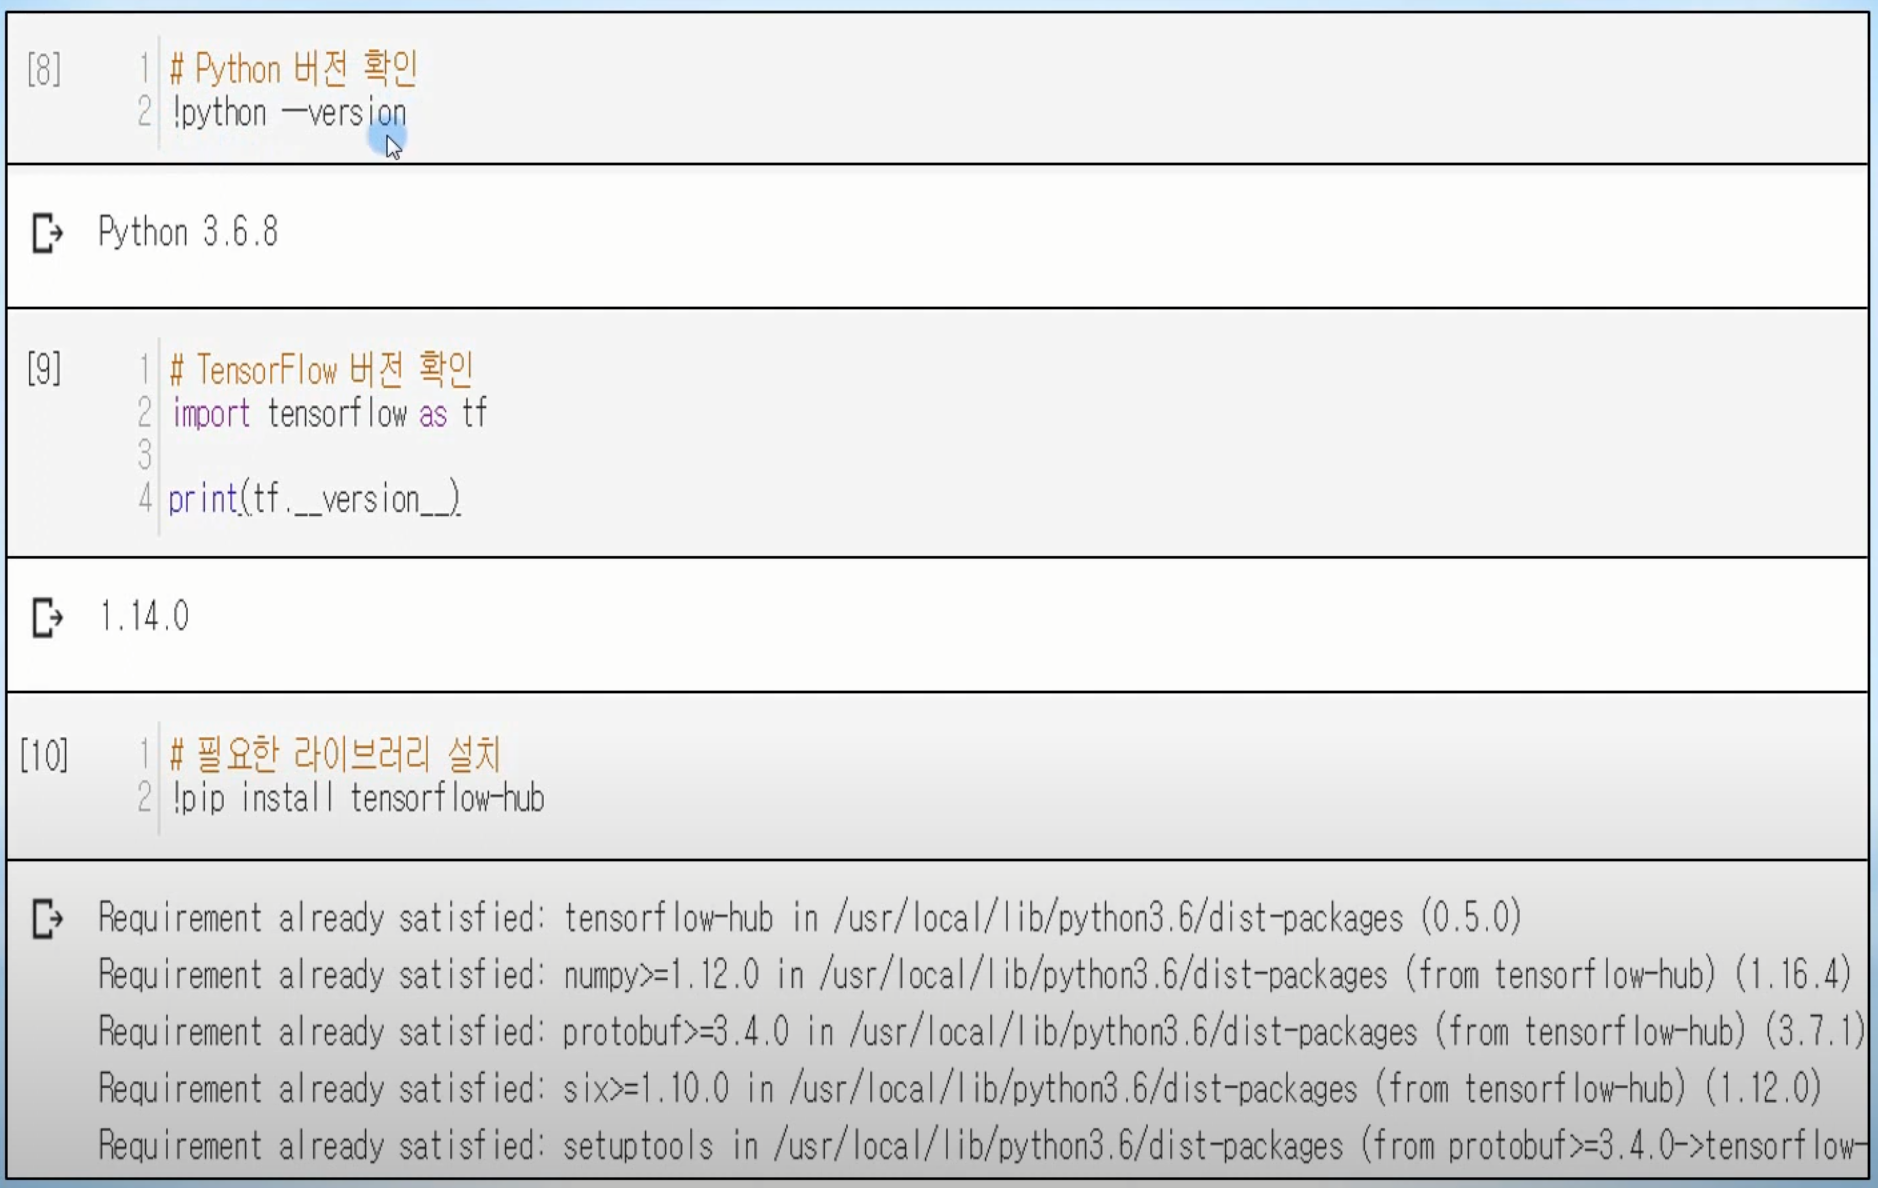 [8] 1 # Python 버전 확인
2 !python —version
Python 3.6.8
[9] 1 # TensorFlow 버전 확인
2 import tensorflow as tf
3
4 print(tf.__version__)
1.14.0
[10] 1 # 필요한 라이브러리 설치
2 !pip install tensorflow-hub
Requirement already satisfied: tensorflow-hub in /usr/local/lib/python3.6/dist-packages (0.5.0)
Requirement already satisfied: numpy>=1.12.0 in /usr/local/lib/python3.6/dist-packages (from tensorflow-hub) (1.16.4)
Requirement already satisfied: protobuf>=3.4.0 in /usr/local/lib/python3.6/dist-packages (from tensorflow-hub) (3.7.1)
Requirement already satisfied: six>=1.10.0 in /usr/local/lib/python3.6/dist-packages (from tensorflow-hub) (1.12.0)
Requirement already satisfied: setuptools in /usr/local/lib/python3.6/dist-packages (from protobuf>=3.4.0->tensorflow-